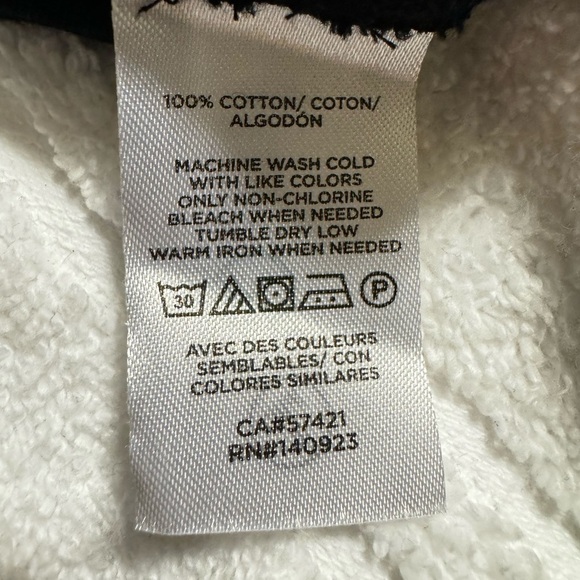 100% COTTON/ COTON/
ALGODÓN
MACHINE WASH COLD
WITH LIKE COLORS
ONLY NON-CHLORINE
BLEACH WHEN NEEDED
TUMBLE DRY LOW
WARM IRON WHEN NEEDED
30 P
AVEC DES COULEURS
SEMBLABLES/ CON
COLORES SIMILARES
CA#57421
RN#140923